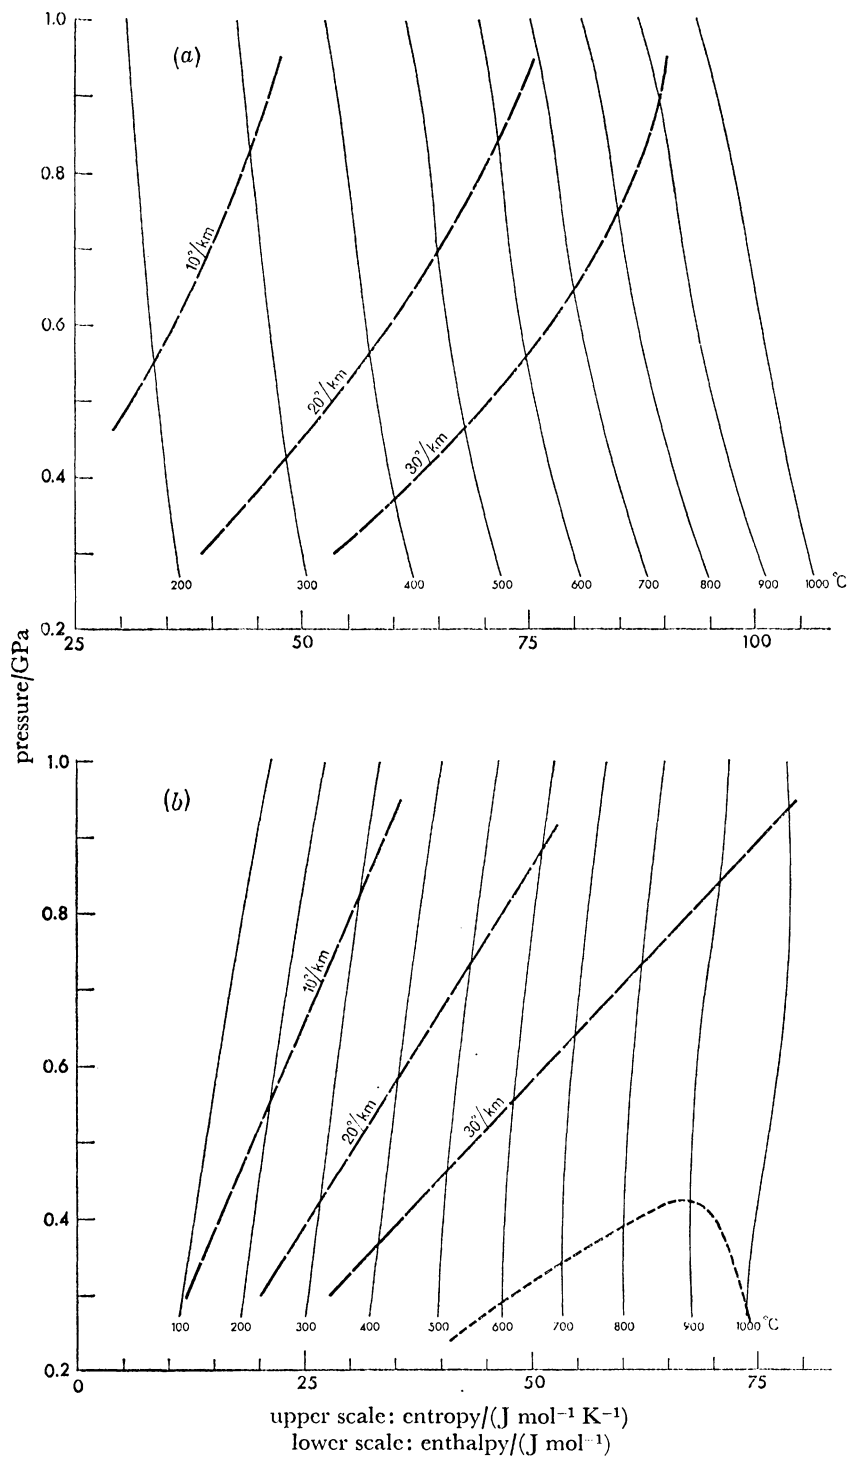 1.0
(a)
0.8
10°/km
0.6
20°/km
30°/km
0.4
200 300 400 500 600 700 800 900 1000 °C
0.2
25 50 75 100
pressure/GPa
1.0
(b)
0.8
10°/km
0.6
20°/km
30°/km
0.4
100 200 300 400 500 600 700 800 900 1000 °C
0.2
0 25 50 75
upper scale: entropy/(J mol⁻¹ K⁻¹)
lower scale: enthalpy/(J mol⁻¹)